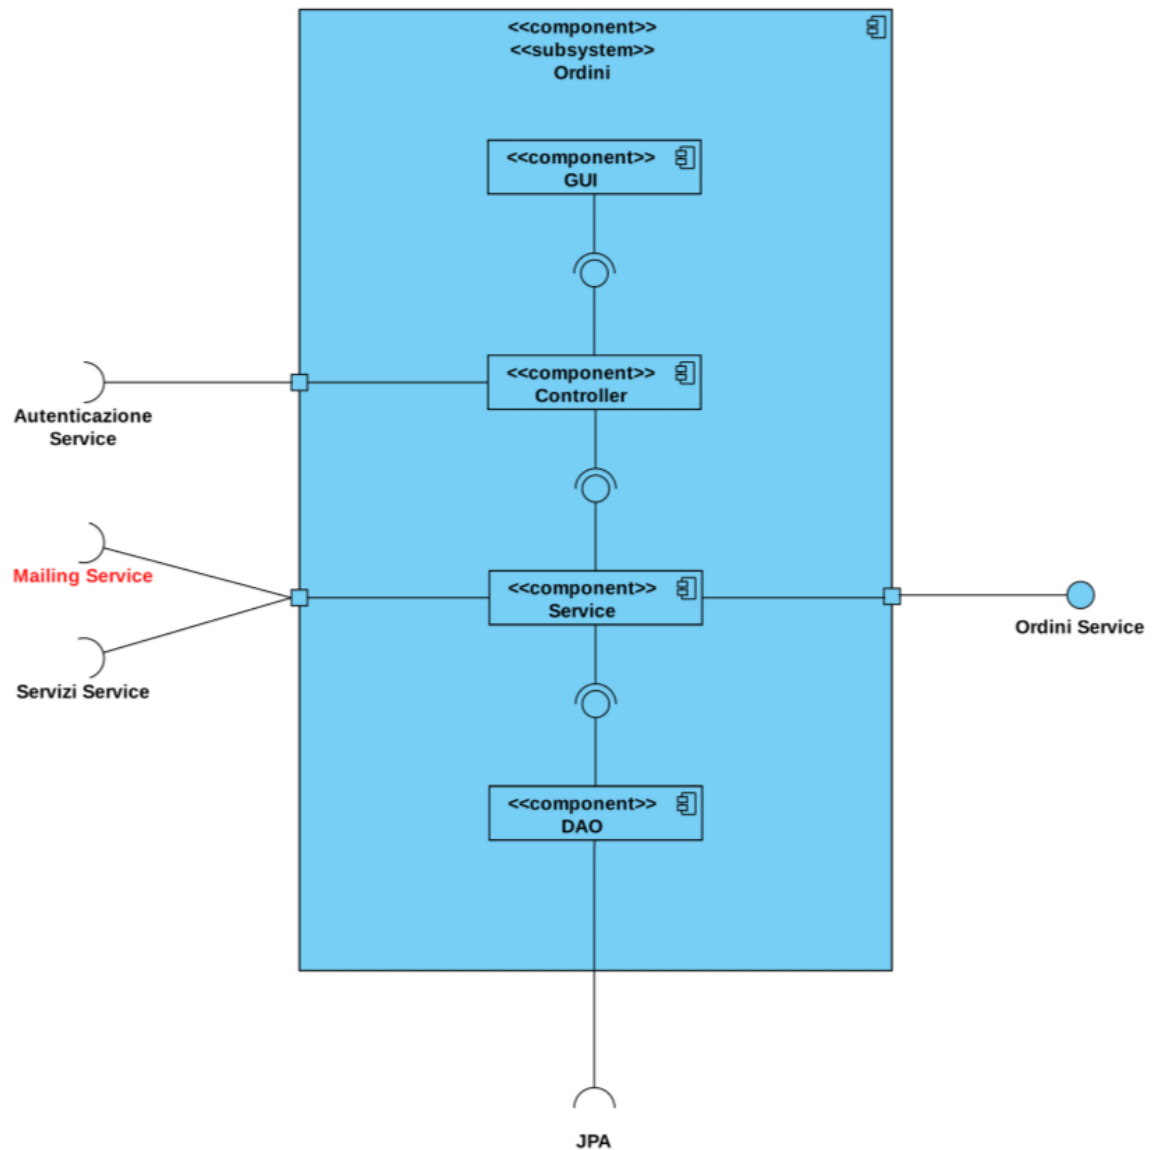 <<component>>
<<subsystem>>
Ordini
<<component>>
GUI
<<component>>
Controller
Autenticazione
Service
Mailing Service
<<component>>
Service
Ordini Service
Servizi Service
<<component>>
DAO
JPA